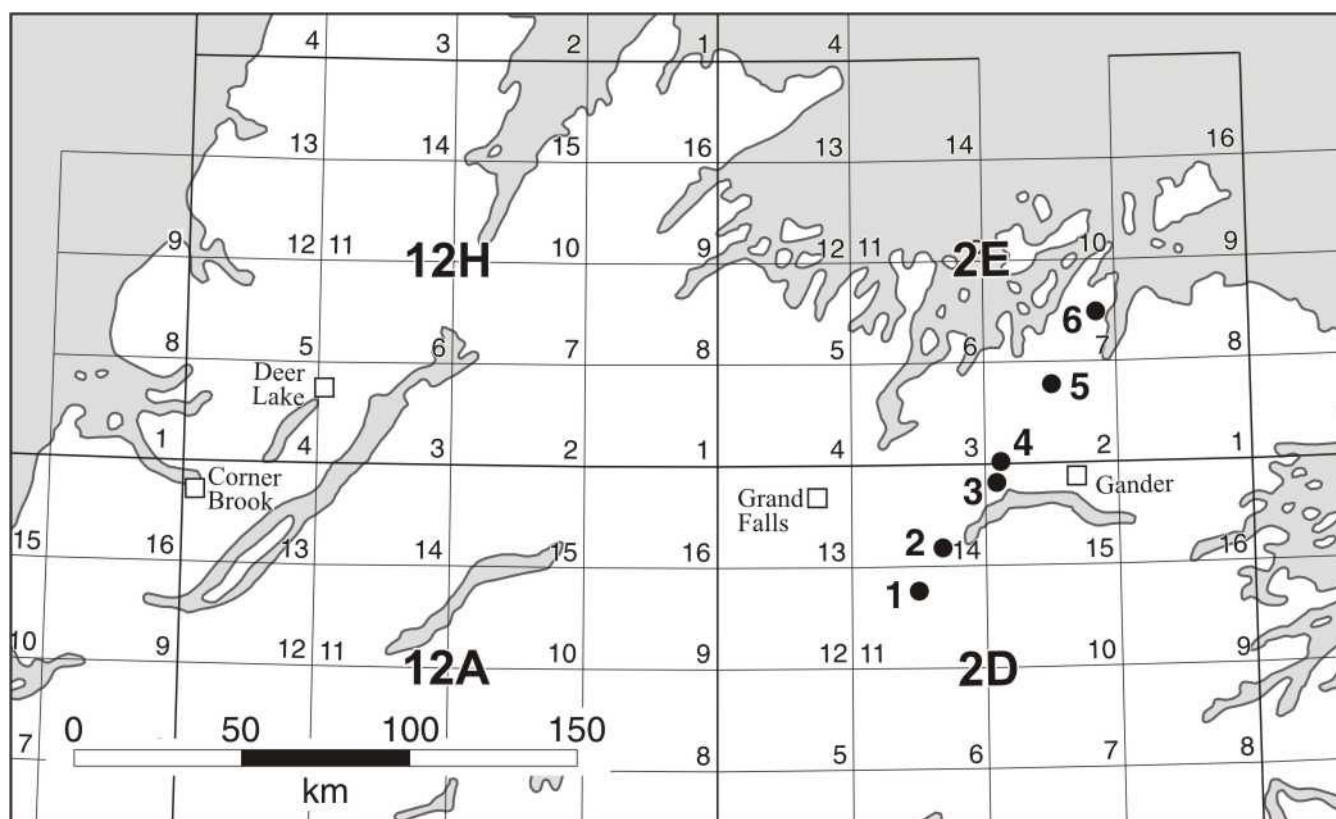 4 3 2 1 4
13 14 15 16 13 14 16
9 12 11 12H 10 9 12 11 2E 10 9
6
8 5 6 7 8 5 6 7 8
Deer
Lake
5
1 4 3 2 1 4 3 4 2 1
Corner
Brook
Grand
Falls
3
Gander
15 16 13 14 15 16 13 2 14 15 16
1
10 9 12 11 12A 10 9 12 11 2D 10 9
0 50 100 150
7 8 5 6 7 8
km